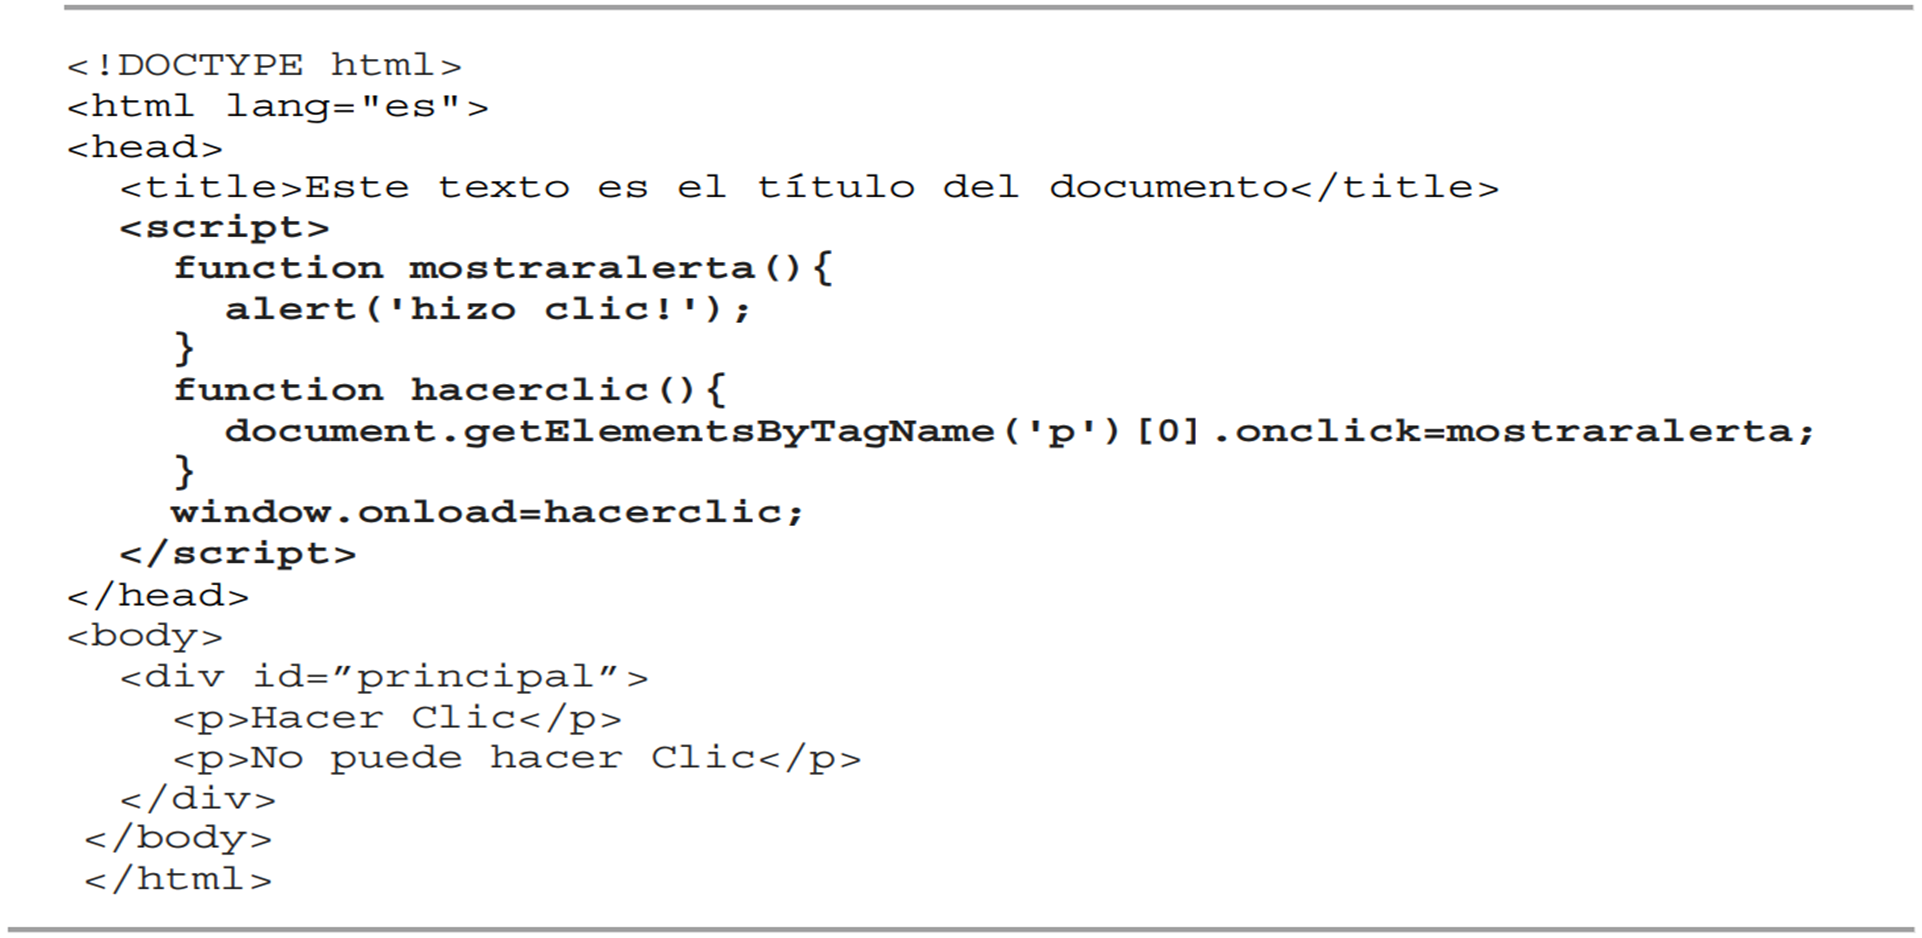 <!DOCTYPE html>
<html lang="es">
<head>
<title>Este texto es el título del documento</title>
<script>
function mostraralerta(){
alert('hizo clic!');
}
function hacerclic(){
document.getElementsByTagName('p')[0].onclick=mostraralerta;
}
window.onload=hacerclic;
</script>
</head>
<body>
<div id=”principal”>
<p>Hacer Clic</p>
<p>No puede hacer Clic</p>
</div>
</body>
</html>